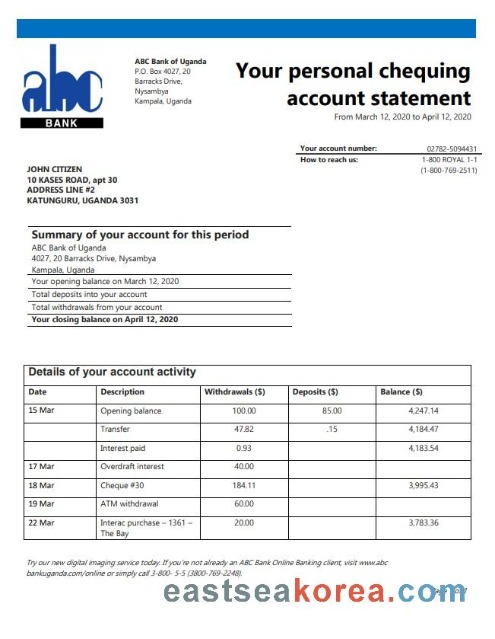 abc
BANK
ABC Bank of Uganda
P.O. Box 4027, 20
Barracks Drive,
Nysambya
Kampala, Uganda
Your personal chequing
account statement
From March 12, 2020 to April 12, 2020
Your account number: 02782-5094431
How to reach us: 1-800 ROYAL 1-1
(1-800-769-2511)
JOHN CITIZEN
10 KASES ROAD, apt 30
ADDRESS LINE #2
KATUNGURU, UGANDA 3031
Summary of your account for this period
ABC Bank of Uganda
4027, 20 Barracks Drive, Nysambya
Kampala, Uganda
Your opening balance on March 12, 2020
Total deposits into your account
Total withdrawals from your account
Your closing balance on April 12, 2020
Details of your account activity
Date Description Withdrawals ($) Deposits ($) Balance ($)
15 Mar Opening balance 100.00 85.00 4,247.14
Transfer 47.82 .15 4,184.47
Interest paid 0.93 4,183.54
17 Mar Overdraft interest 40.00
18 Mar Cheque #30 184.11 3,995.43
19 Mar ATM withdrawal 60.00
22 Mar Interac purchase – 1361 – 20.00 3,783.36
The Bay
Try our new digital imaging service today. If you're not already an ABC Bank Online Banking client, visit www.abc
bankuganda.com/online or simply call 3-800- 5-5 (3800-769-2248).
eastseakorea.com